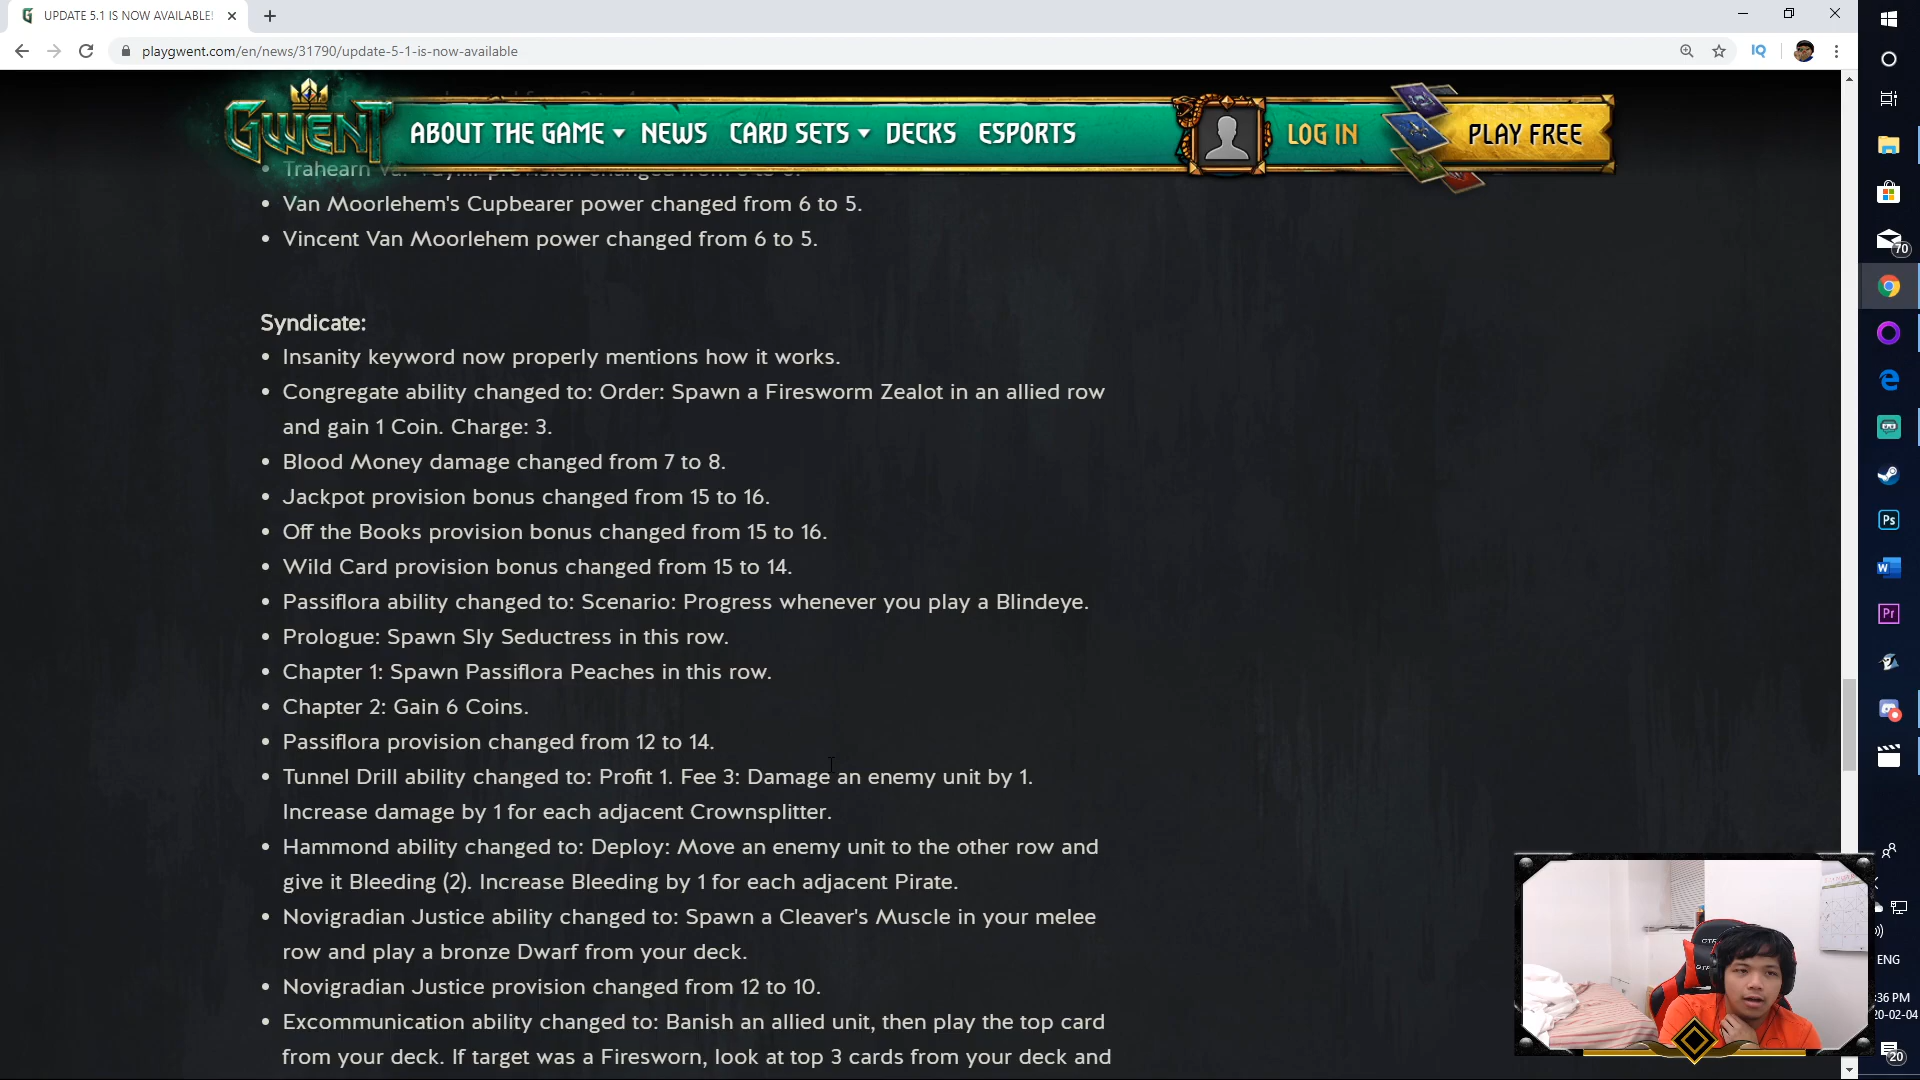 UPDATE 5.1 IS NOW AVAILABLE!
playgwent.com/en/news/31790/update-5-1-is-now-available
IQ
GWENT
ABOUT THE GAME
NEWS
CARD SETS
DECKS
ESPORTS
LOG IN
PLAY FREE
• Trahearn
• Van Moorlehem's Cupbearer power changed from 6 to 5.
• Vincent Van Moorlehem power changed from 6 to 5.
Syndicate:
• Insanity keyword now properly mentions how it works.
• Congregate ability changed to: Order: Spawn a Firesworm Zealot in an allied row
and gain 1 Coin. Charge: 3.
• Blood Money damage changed from 7 to 8.
• Jackpot provision bonus changed from 15 to 16.
• Off the Books provision bonus changed from 15 to 16.
• Wild Card provision bonus changed from 15 to 14.
• Passiflora ability changed to: Scenario: Progress whenever you play a Blindeye.
• Prologue: Spawn Sly Seductress in this row.
• Chapter 1: Spawn Passiflora Peaches in this row.
• Chapter 2: Gain 6 Coins.
• Passiflora provision changed from 12 to 14.
• Tunnel Drill ability changed to: Profit 1. Fee 3: Damage an enemy unit by 1.
Increase damage by 1 for each adjacent Crownsplitter.
• Hammond ability changed to: Deploy: Move an enemy unit to the other row and
give it Bleeding (2). Increase Bleeding by 1 for each adjacent Pirate.
• Novigradian Justice ability changed to: Spawn a Cleaver's Muscle in your melee
row and play a bronze Dwarf from your deck.
• Novigradian Justice provision changed from 12 to 10.
• Excommunication ability changed to: Banish an allied unit, then play the top card
from your deck. If target was a Firesworn, look at top 3 cards from your deck and
70
Ps
W
Pr
ENG
:36 PM
20-02-04
20